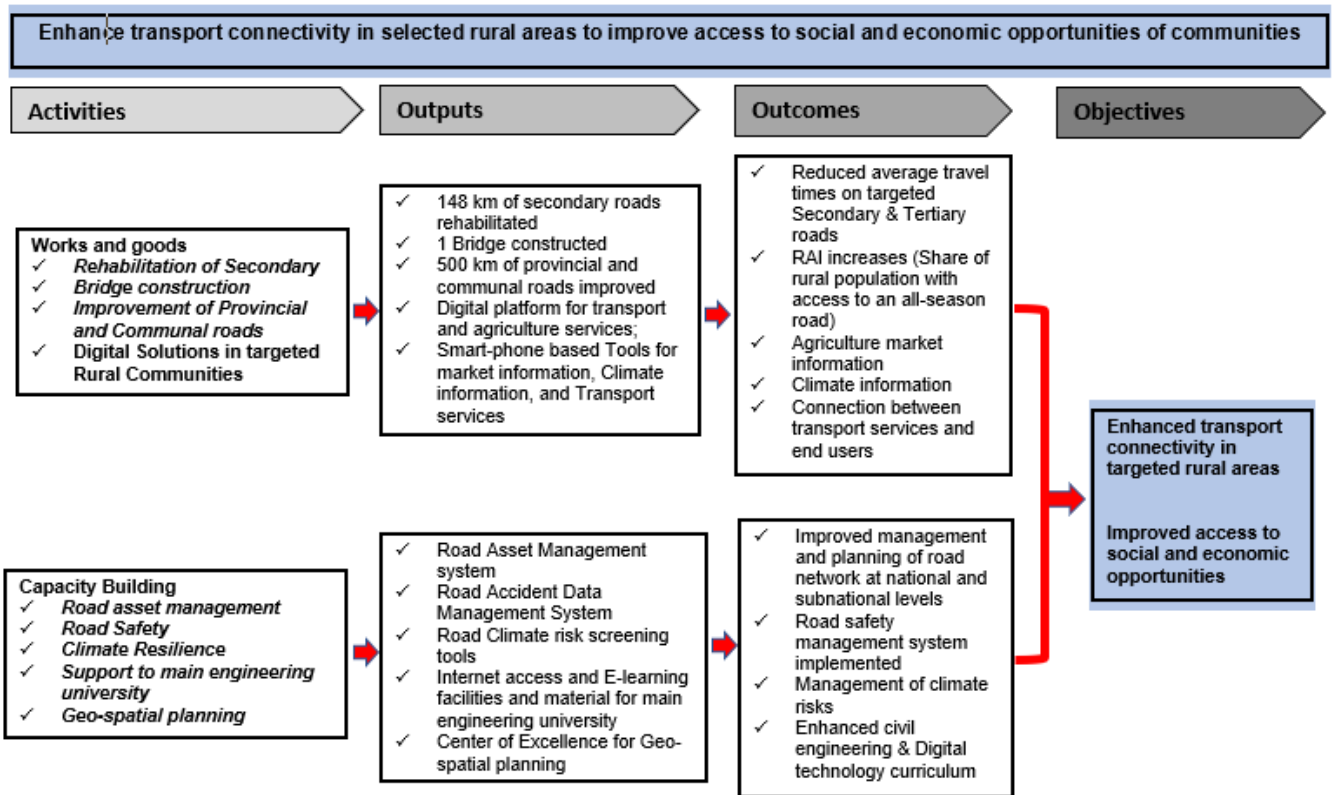 Enhance transport connectivity in selected rural areas to improve access to social and economic opportunities of communities
Activities
Outputs
Outcomes
Objectives
Works and goods
✓ Rehabilitation of Secondary
✓ Bridge construction
✓ Improvement of Provincial
and Communal roads
✓ Digital Solutions in targeted
Rural Communities
✓ 148 km of secondary roads
rehabilitated
✓ 1 Bridge constructed
✓ 500 km of provincial and
communal roads improved
✓ Digital platform for transport
and agriculture services;
✓ Smart-phone based Tools for
market information, Climate
information, and Transport
services
✓ Reduced average travel
times on targeted
Secondary & Tertiary
roads
✓ RAI increases (Share of
rural population with
access to an all-season
road)
✓ Agriculture market
information
✓ Climate information
✓ Connection between
transport services and
end users
Capacity Building
✓ Road asset management
✓ Road Safety
✓ Climate Resilience
✓ Support to main engineering
university
✓ Geo-spatial planning
✓ Road Asset Management
system
✓ Road Accident Data
Management System
✓ Road Climate risk screening
tools
✓ Internet access and E-learning
facilities and material for main
engineering university
✓ Center of Excellence for Geo-
spatial planning
✓ Improved management
and planning of road
network at national and
subnational levels
✓ Road safety
management system
implemented
✓ Management of climate
risks
✓ Enhanced civil
engineering & Digital
technology curriculum
Enhanced transport
connectivity in
targeted rural areas
Improved access to
social and economic
opportunities